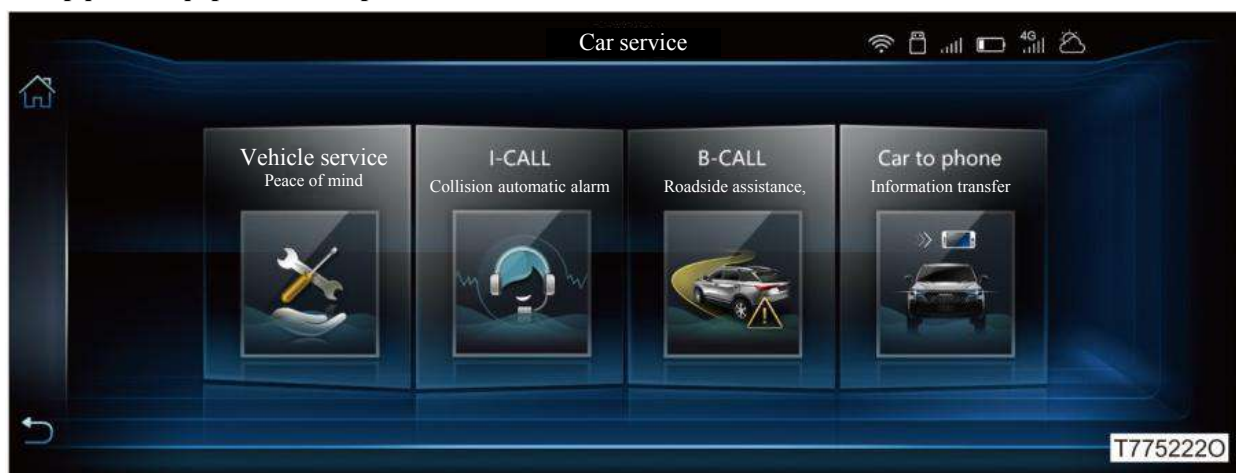 Car service
4G
Vehicle service
Peace of mind
I-CALL
Collision automatic alarm
B-CALL
Roadside assistance,
Car to phone
Information transfer
T775222O